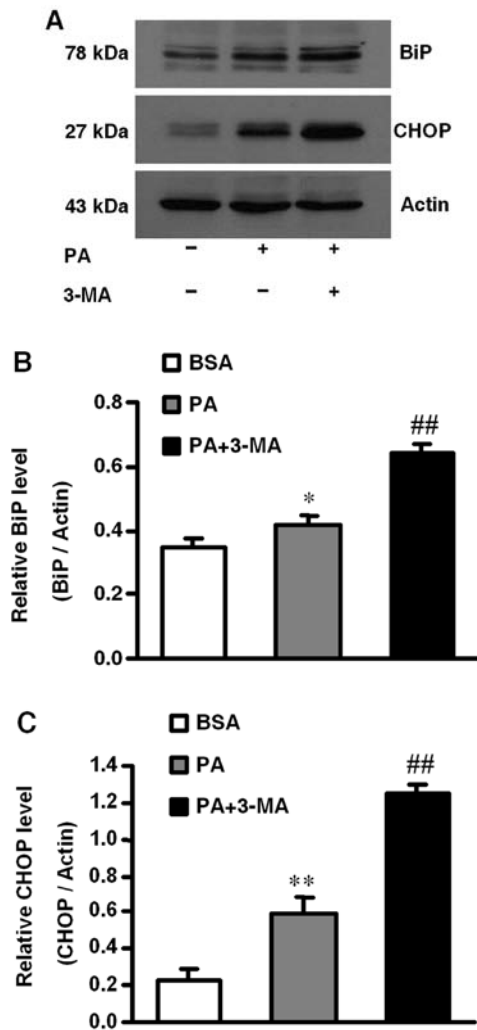 A
78 kDa BiP
27 kDa CHOP
43 kDa Actin
PA − + +
3-MA − − +
B
BSA
PA
PA+3-MA
Relative BiP level
(BiP / Actin)
0.8
0.6
0.4
0.2
0.0
*
##
C
BSA
PA
PA+3-MA
Relative CHOP level
(CHOP / Actin)
1.4
1.2
1.0
0.8
0.6
0.4
0.2
0.0
**
##